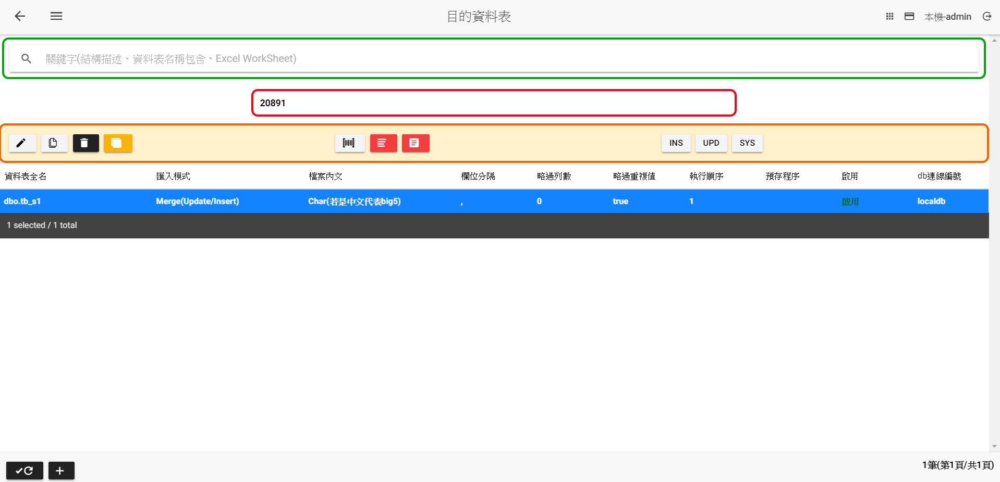 目的資料表
本機-admin
關鍵字(結構描述、資料表名稱包含、Excel WorkSheet)
20891
INS UPD SYS
資料表全名 匯入模式 檔案內文 欄位分隔 略過列數 略過重複值 執行順序 預存程序 啟用 db連線編號
dbo.tb_s1 Merge(Update/Insert) Char(若是中文代表big5) , 0 true 1 啟用 localdb
1 selected / 1 total
1筆(第1頁/共1頁)